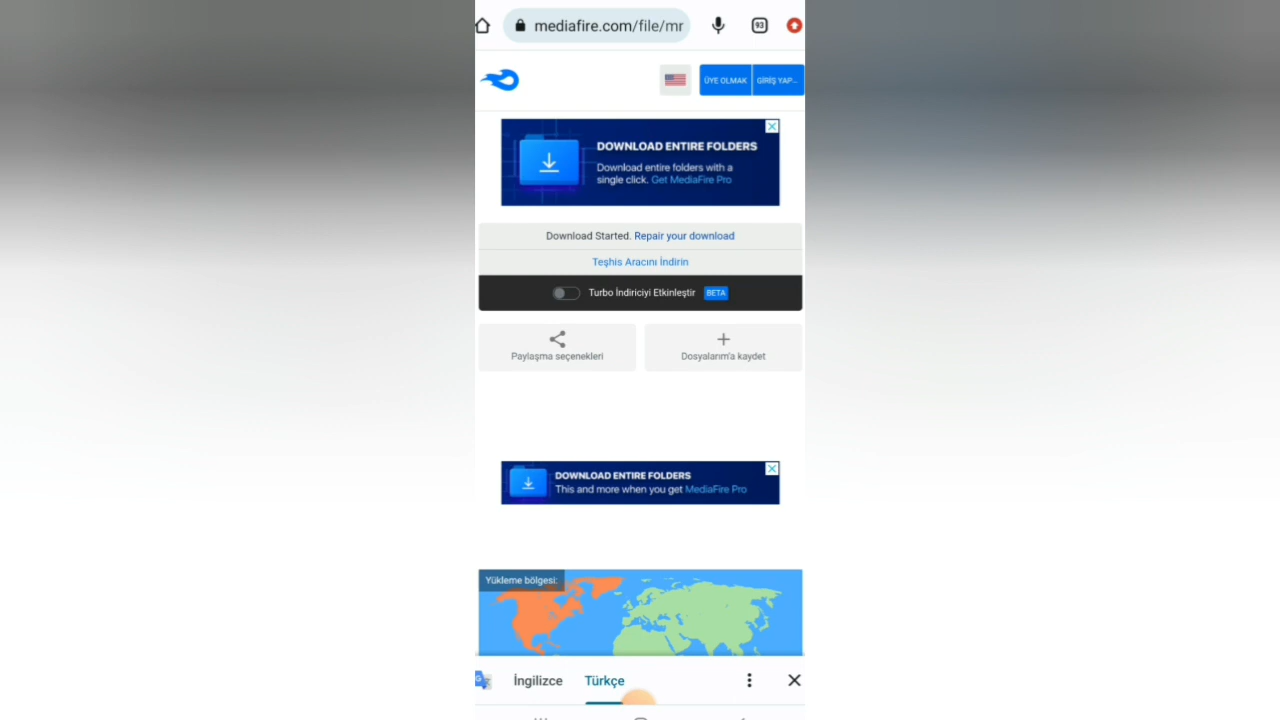 mediafire.com/file/mr
93
ÜYE OLMAK
GİRİŞ YAP...
DOWNLOAD ENTIRE FOLDERS
Download entire folders with a
single click. Get MediaFire Pro
Download Started. Repair your download
Teşhis Aracını İndirin
Turbo İndiriciyi Etkinleştir BETA
Paylaşma seçenekleri
Dosyalarım'a kaydet
DOWNLOAD ENTIRE FOLDERS
This and more when you get MediaFire Pro
Yükleme bölgesi:
İngilizce
Türkçe